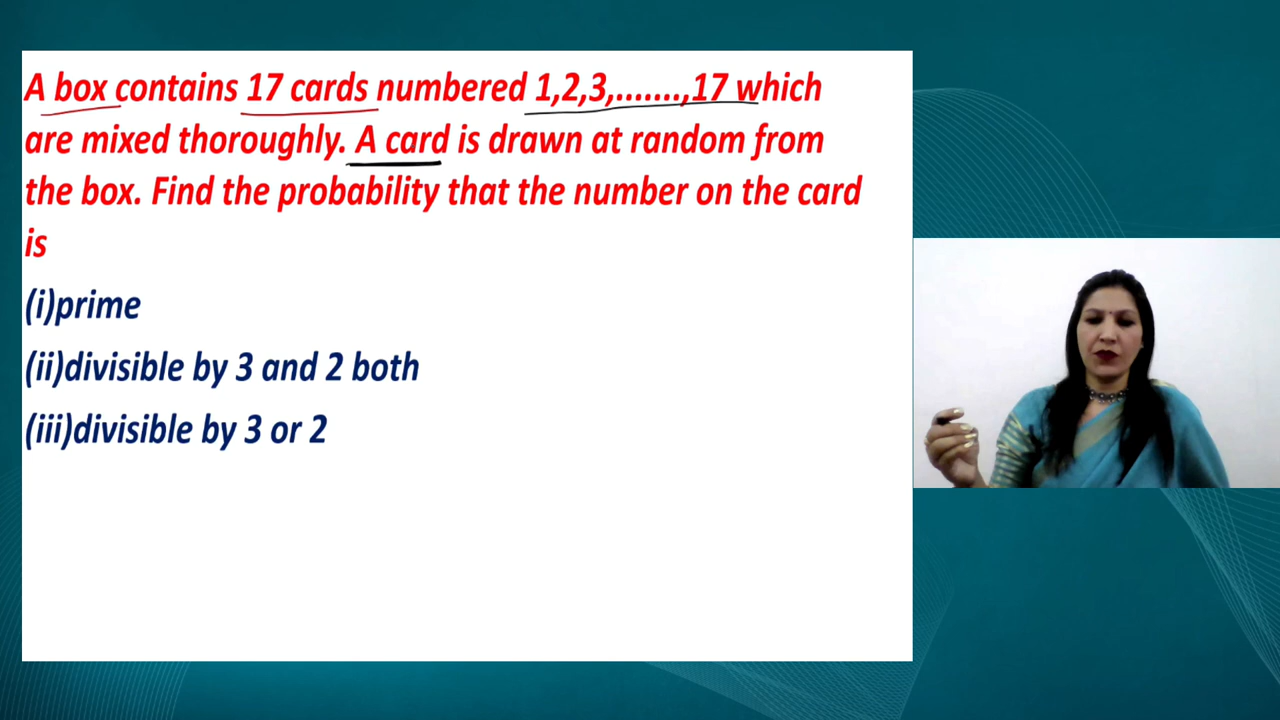 A box contains 17 cards numbered 1,2,3,.......,17 which
are mixed thoroughly. A card is drawn at random from
the box. Find the probability that the number on the card
is
(i)prime
(ii)divisible by 3 and 2 both
(iii)divisible by 3 or 2